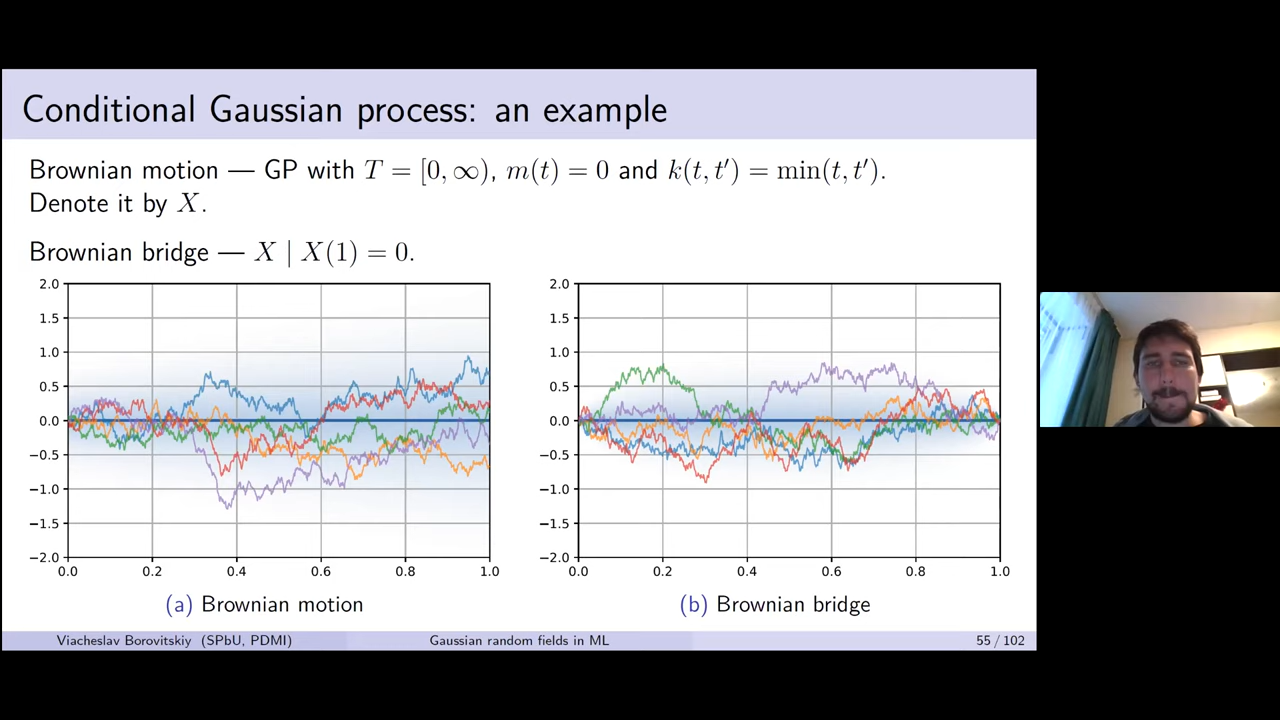 Conditional Gaussian process: an example
Brownian motion — GP with T = [0, ∞), m(t) = 0 and k(t, t′) = min(t, t′).
Denote it by X.
Brownian bridge — X | X(1) = 0.
2.0
1.5
1.0
0.5
0.0
−0.5
−1.0
−1.5
−2.0
0.0 0.2 0.4 0.6 0.8 1.0
(a) Brownian motion
2.0
1.5
1.0
0.5
0.0
−0.5
−1.0
−1.5
−2.0
0.0 0.2 0.4 0.6 0.8 1.0
(b) Brownian bridge
Viacheslav Borovitskiy (SPbU, PDMI) Gaussian random fields in ML 55 / 102